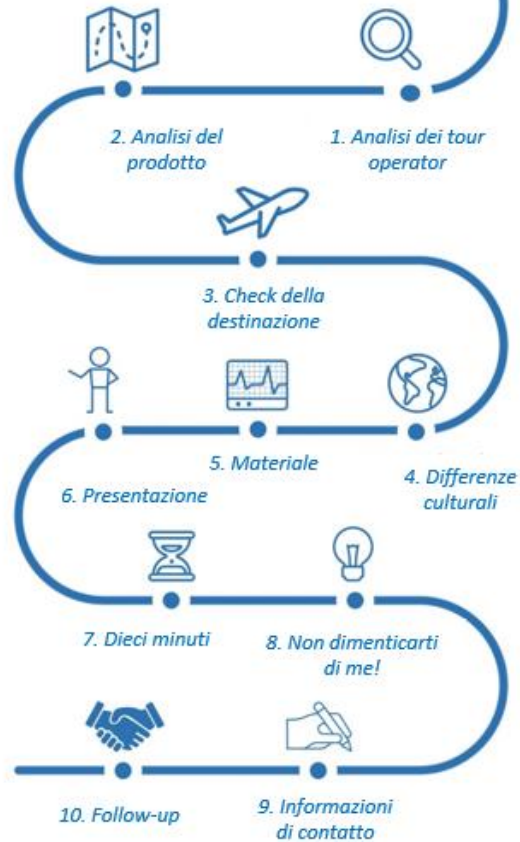 1. Analisi dei tour
operator
2. Analisi del
prodotto
3. Check della
destinazione
4. Differenze
culturali
5. Materiale
6. Presentazione
7. Dieci minuti
8. Non dimenticarti
di me!
9. Informazioni
di contatto
10. Follow-up